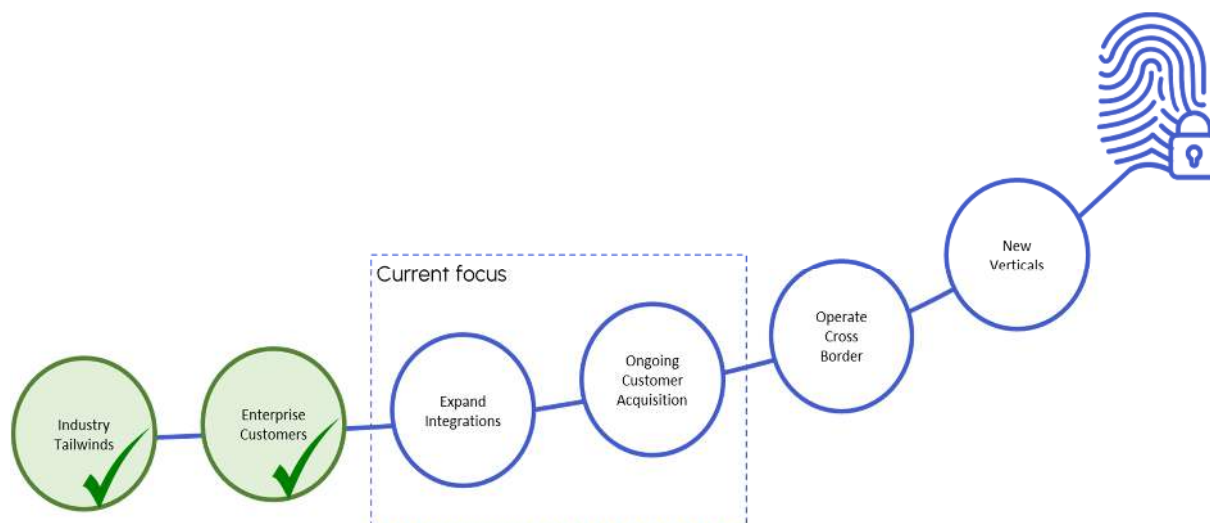 Current focus
Industry
Tailwinds
Enterprise
Customers
Expand
Integrations
Ongoing
Customer
Acquisition
Operate
Cross
Border
New
Verticals